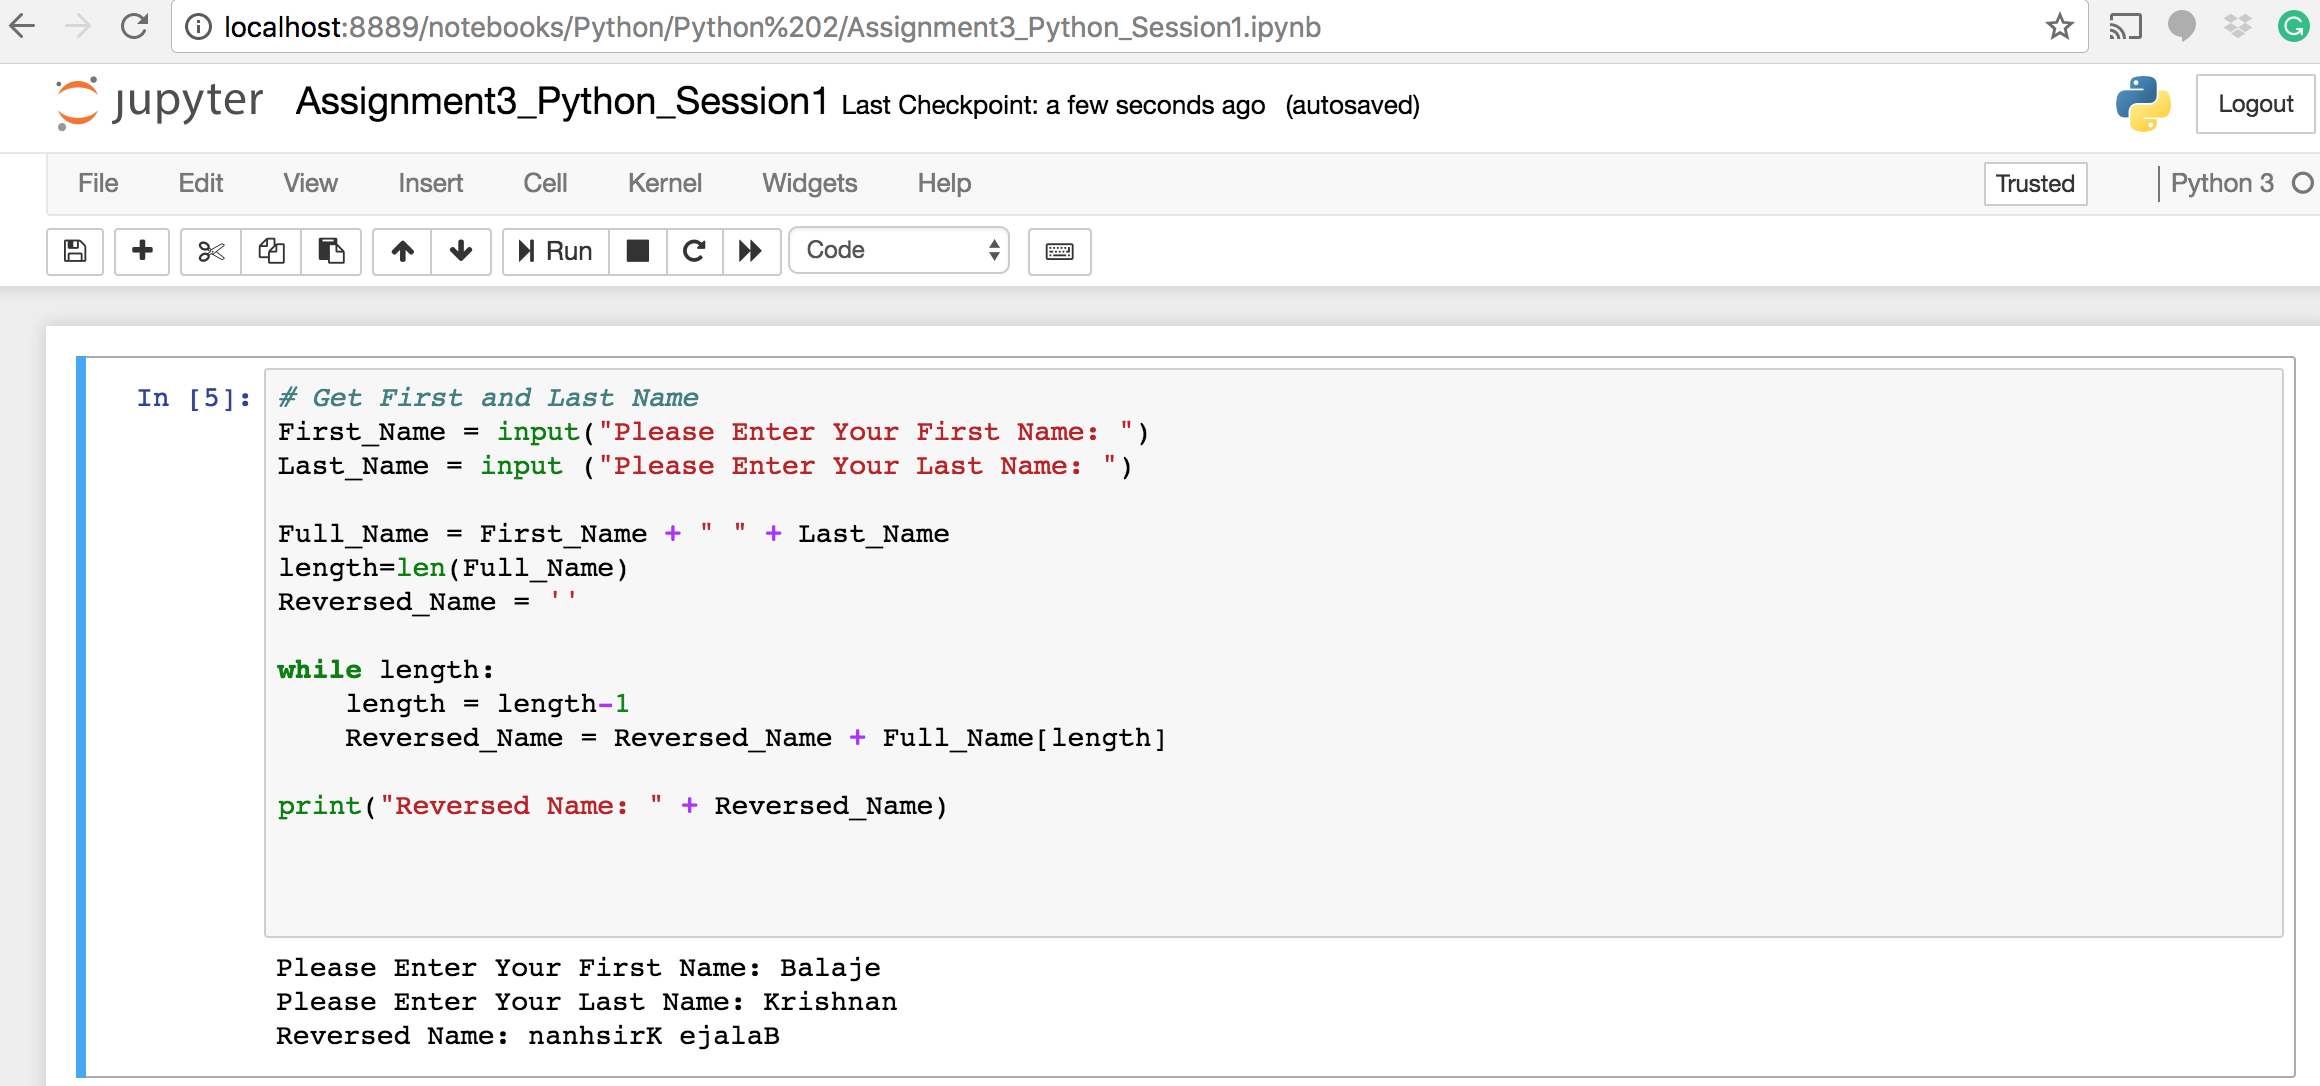 localhost:8889/notebooks/Python/Python%202/Assignment3_Python_Session1.ipynb
jupyter Assignment3_Python_Session1 Last Checkpoint: a few seconds ago (autosaved) Logout
File Edit View Insert Cell Kernel Widgets Help Trusted Python 3
Run Code
In [5]: # Get First and Last Name
First_Name = input("Please Enter Your First Name: ")
Last_Name = input ("Please Enter Your Last Name: ")
Full_Name = First_Name + " " + Last_Name
length=len(Full_Name)
Reversed_Name = ''
while length:
    length = length-1
    Reversed_Name = Reversed_Name + Full_Name[length]
print("Reversed Name: " + Reversed_Name)
Please Enter Your First Name: Balaje
Please Enter Your Last Name: Krishnan
Reversed Name: nanhsirK ejalaB